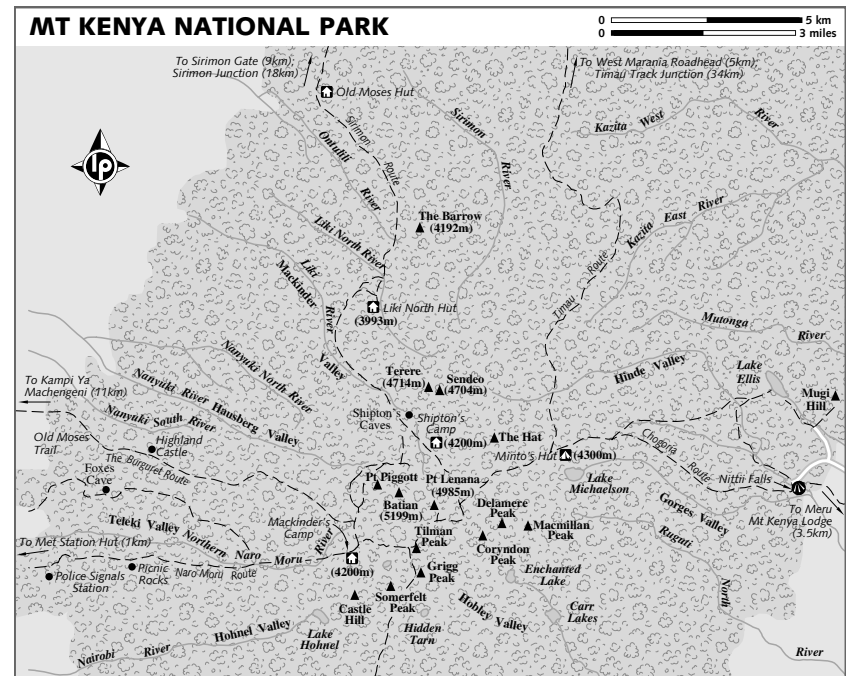 MT KENYA NATIONAL PARK
0 5 km
0 3 miles
To Sirimon Gate (9km);
Sirimon Junction (18km)
To West Marania Roadhead (5km);
Timau Track Junction (34km)
Old Moses Hut
Sirimon
Route
Sirimon
River
Kazita West
River
lp
Ontulili
River
The Barrow
(4192m)
Kazita East River
Liki North River
Liki
River
Mackinder
Valley
Timau Route
Liki North Hut
(3993m)
Mutonga
River
Nanyuki North River
Terere
(4714m)
Sendeo
(4704m)
Hinde Valley
Lake
Ellis
Mugi
Hill
To Kampi Ya
Machengeni (11km)
Nanyuki River
Hausberg Valley
Nanyuki South River
Shipton's
Caves
Shipton's
Camp
(4200m)
The Hat
Old Moses
Trail
Highland
Castle
The Burguret Route
Minto's Hut
(4300m)
Chogoria
Route
Foxes
Cave
Pt Piggott
Pt Lenana
(4985m)
Lake
Michaelson
Nittii Falls
Batian
(5199m)
Delamere
Peak
Gorges Valley
To Meru
Mt Kenya Lodge
(3.5km)
Teleki Valley
Mackinder's
Camp
Tilman
Peak
Macmillan
Peak
Ruguti
Northern Naro Moru River
To Met Station Hut (1km)
Coryndon
Peak
(4200m)
Picnic
Rocks
Naro Moru Route
Police Signals
Station
Grigg
Peak
Enchanted
Lake
North
Castle
Hill
Somerfelt
Peak
Hobley Valley
Carr
Lakes
Hohnel Valley
Lake
Hohnel
Hidden
Tarn
Nairobi River
River